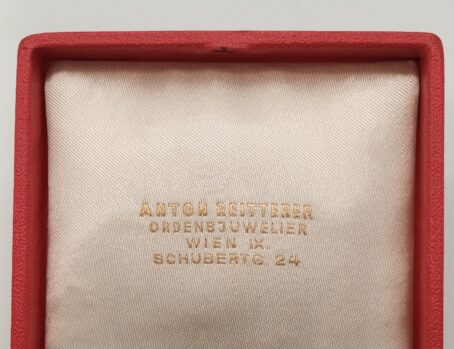 ANTON REITTERER
ORDENSJUWELIER
WIEN IX.
SCHUBERTG. 24